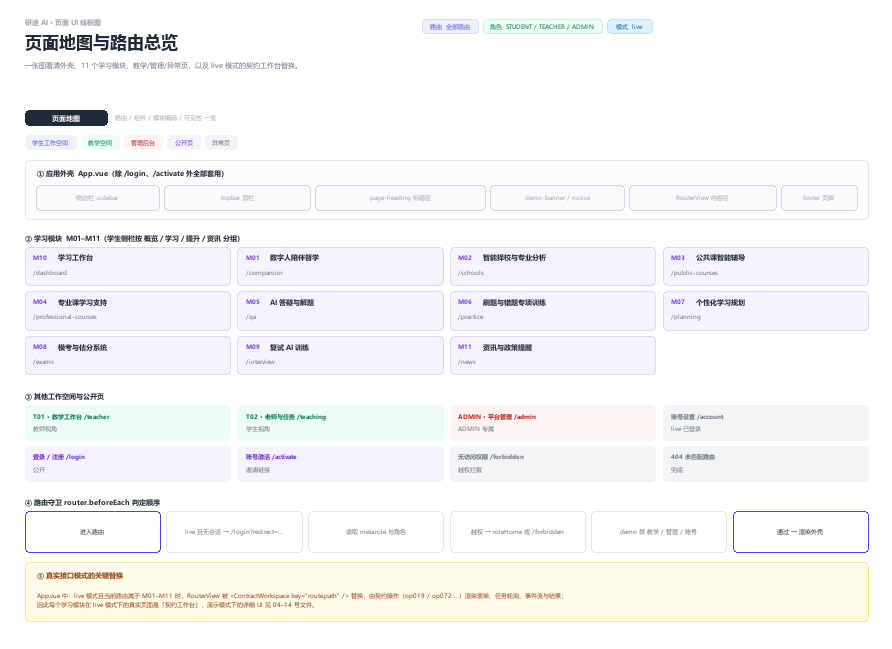 研途 AI • 页面 UI 线框图
页面地图与路由总览
一张图看清外壳、11 个学习模块、教学/管理/异常页、以及 live 模式的契约工作台替换。
路由 全部路由
角色 STUDENT / TEACHER / ADMIN
模式 live
页面地图
路由 / 组件 / 模块编码 / 可见性 一览
学生工作空间
教学空间
管理后台
公开页
异常页
① 应用外壳 App.vue（除 /login、/activate 外全部套用）
侧边栏 .sidebar
.topbar 顶栏
.page-heading 标题区
demo-banner / notice
RouterView 内容区
footer 页脚
② 学习模块 M01–M11（学生侧栏按 概览 / 学习 / 提升 / 资讯 分组）
M10 学习工作台
/dashboard
M01 数字人陪伴督学
/companion
M02 智能择校与专业分析
/schools
M03 公共课智能辅导
/public-courses
M04 专业课学习支持
/professional-courses
M05 AI 答疑与解题
/qa
M06 刷题与错题专项训练
/practice
M07 个性化学习规划
/planning
M08 模考与估分系统
/exams
M09 复试 AI 训练
/interview
M11 资讯与政策提醒
/news
③ 其他工作空间与公开页
T01 • 教学工作台 /teacher
教师视角
T02 • 老师与任务 /teaching
学生视角
ADMIN • 平台管理 /admin
ADMIN 专属
账号设置 /account
live 已登录
登录 / 注册 /login
公开
账号激活 /activate
邀请链接
无访问权限 /forbidden
越权拦截
404 未匹配路由
兜底
④ 路由守卫 router.beforeEach 判定顺序
进入路由
live 且无会话 → /login?redirect=…
读取 metarole 与角色
越权 → roleHome 或 /forbidden
demo 禁 教学 / 管理 / 账号
通过 → 渲染外壳
⑤ 真实接口模式的关键替换
App.vue 中：live 模式且当前路由属于 M01–M11 时，RouterView 被 <ContractWorkspace :key="routepath" /> 替换，由契约操作（op019 / op072 …）渲染表单、任务轮询、事件流与结果；
因此每个学习模块在 live 模式下的真实页面是「契约工作台」，演示模式下的详细 UI 见 04–14 号文件。